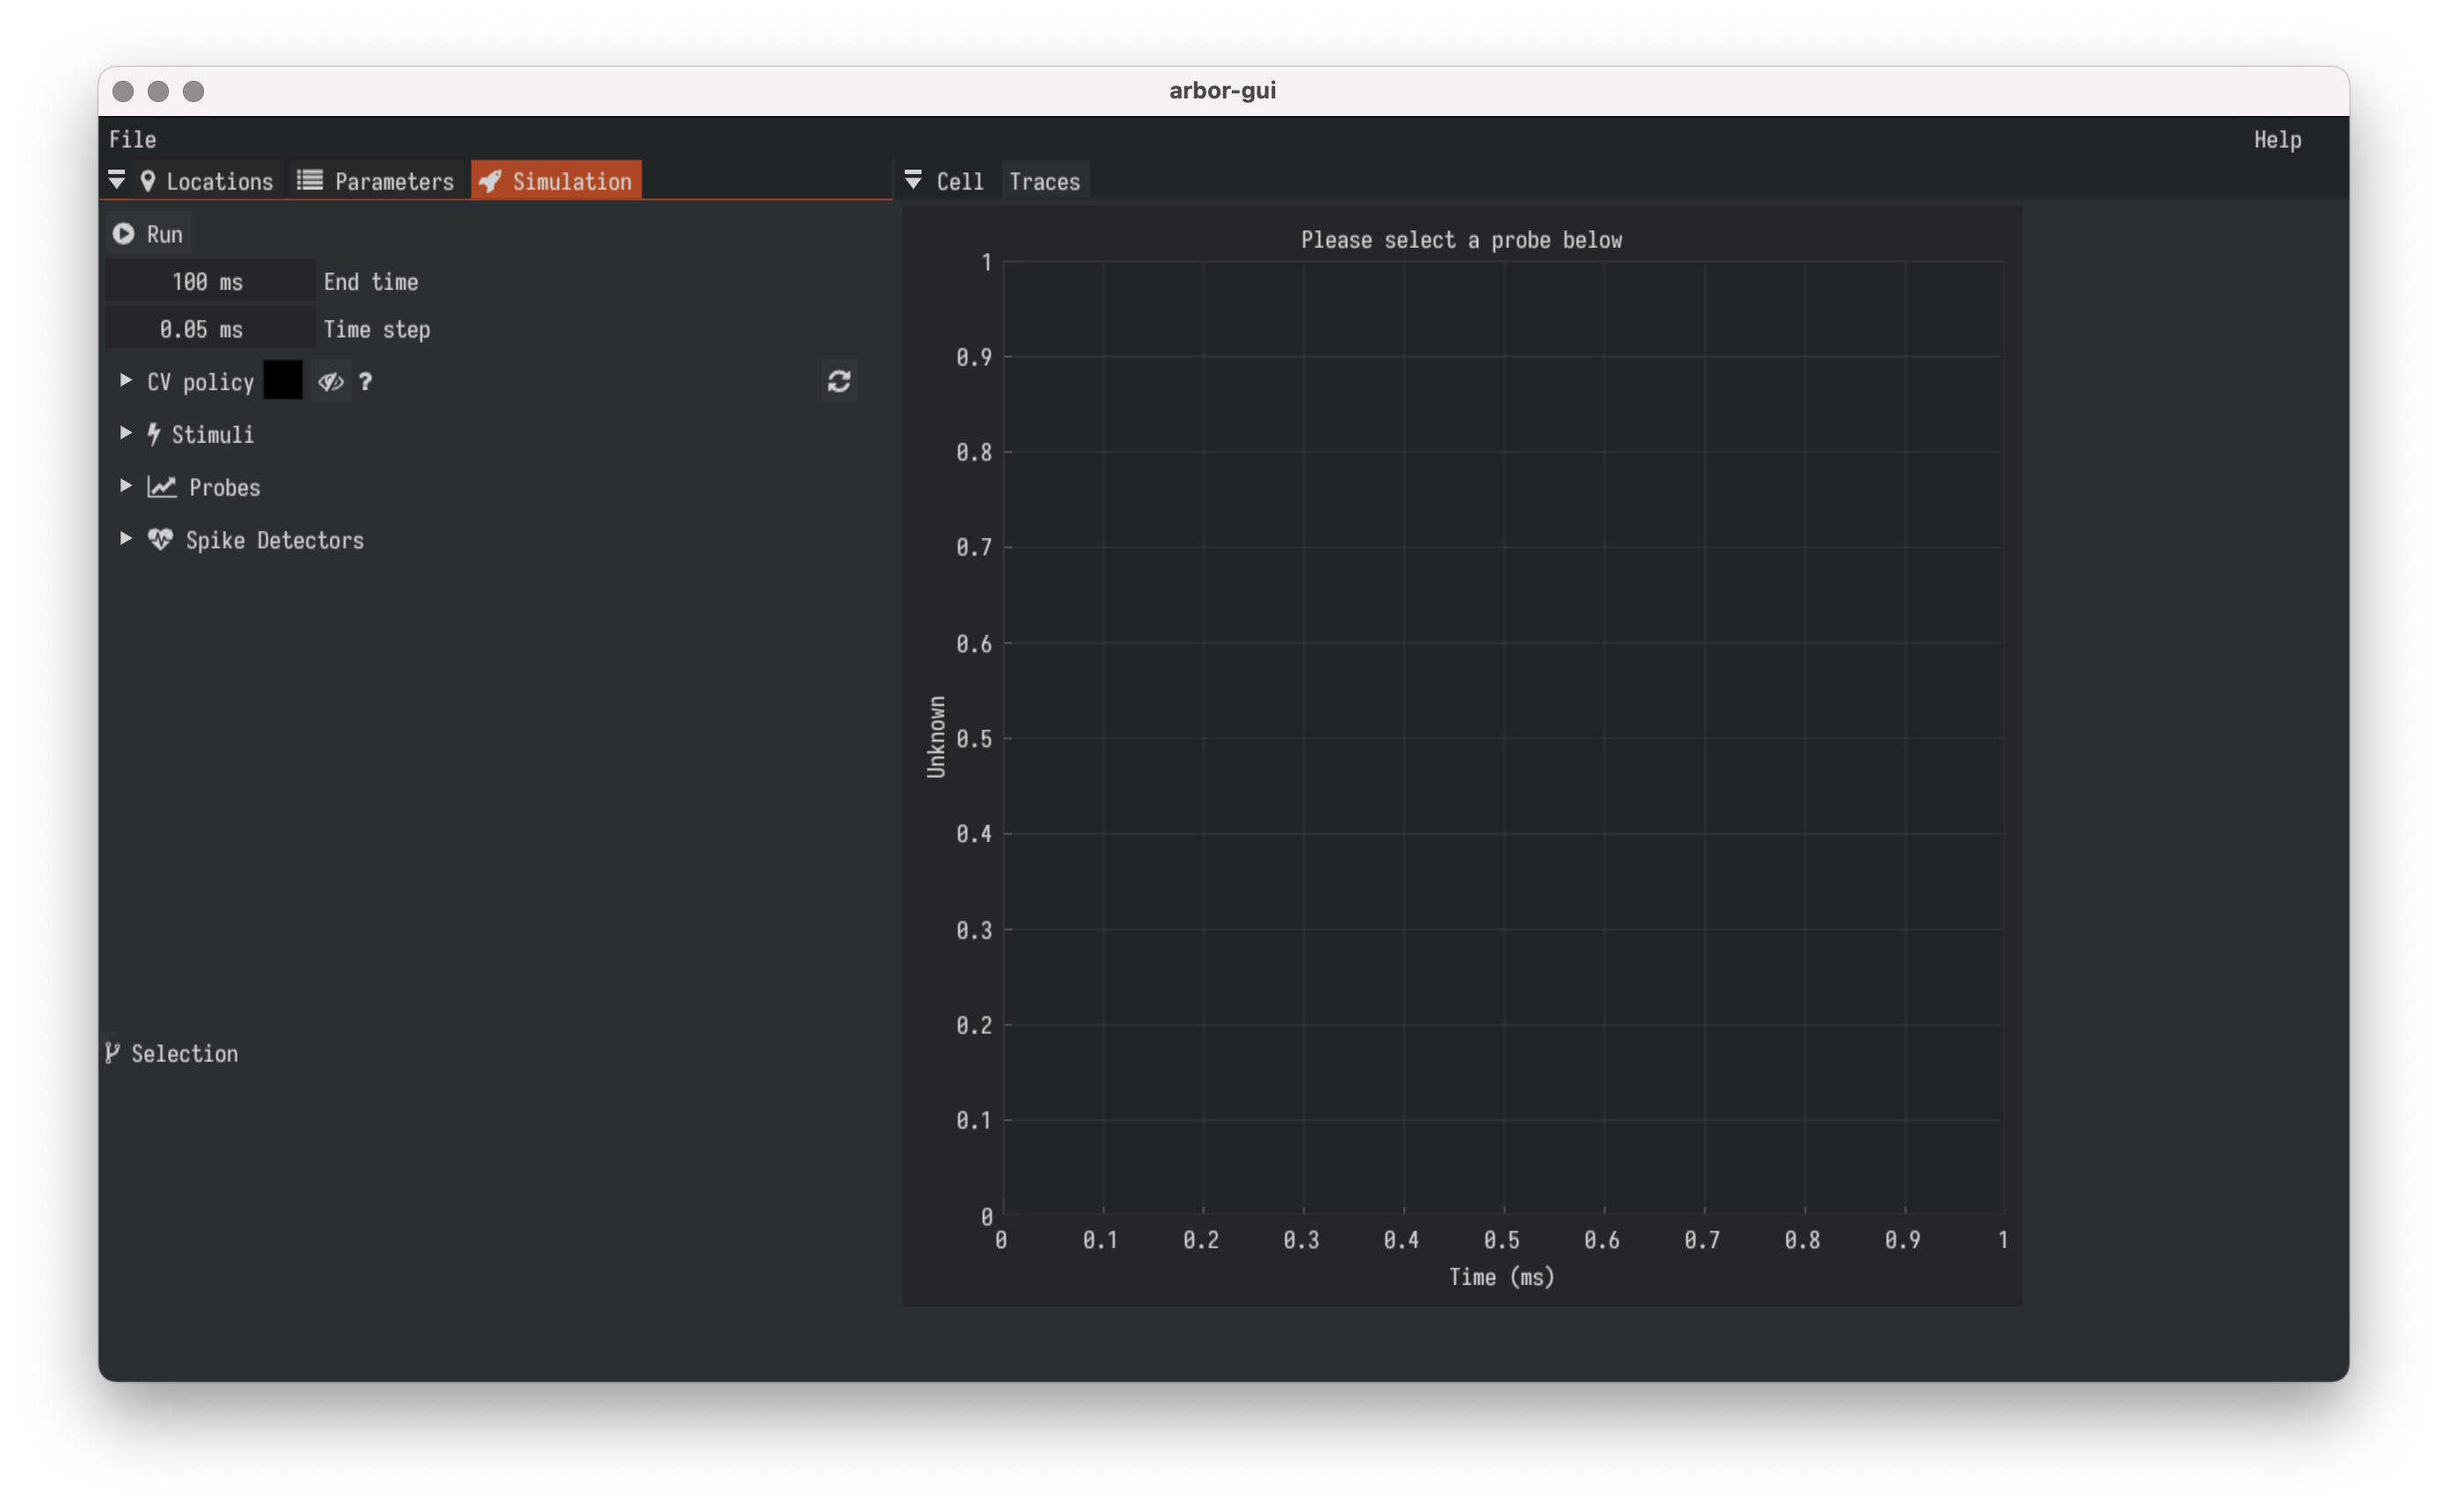 arbor-gui
File Help
Locations Parameters Simulation
Run
100 ms End time
0.05 ms Time step
CV policy ?
Stimuli
Probes
Spike Detectors
Selection
Cell Traces
Please select a probe below
1
0.9
0.8
0.7
0.6
0.5
0.4
0.3
0.2
0.1
0
Unknown
0 0.1 0.2 0.3 0.4 0.5 0.6 0.7 0.8 0.9 1
Time (ms)